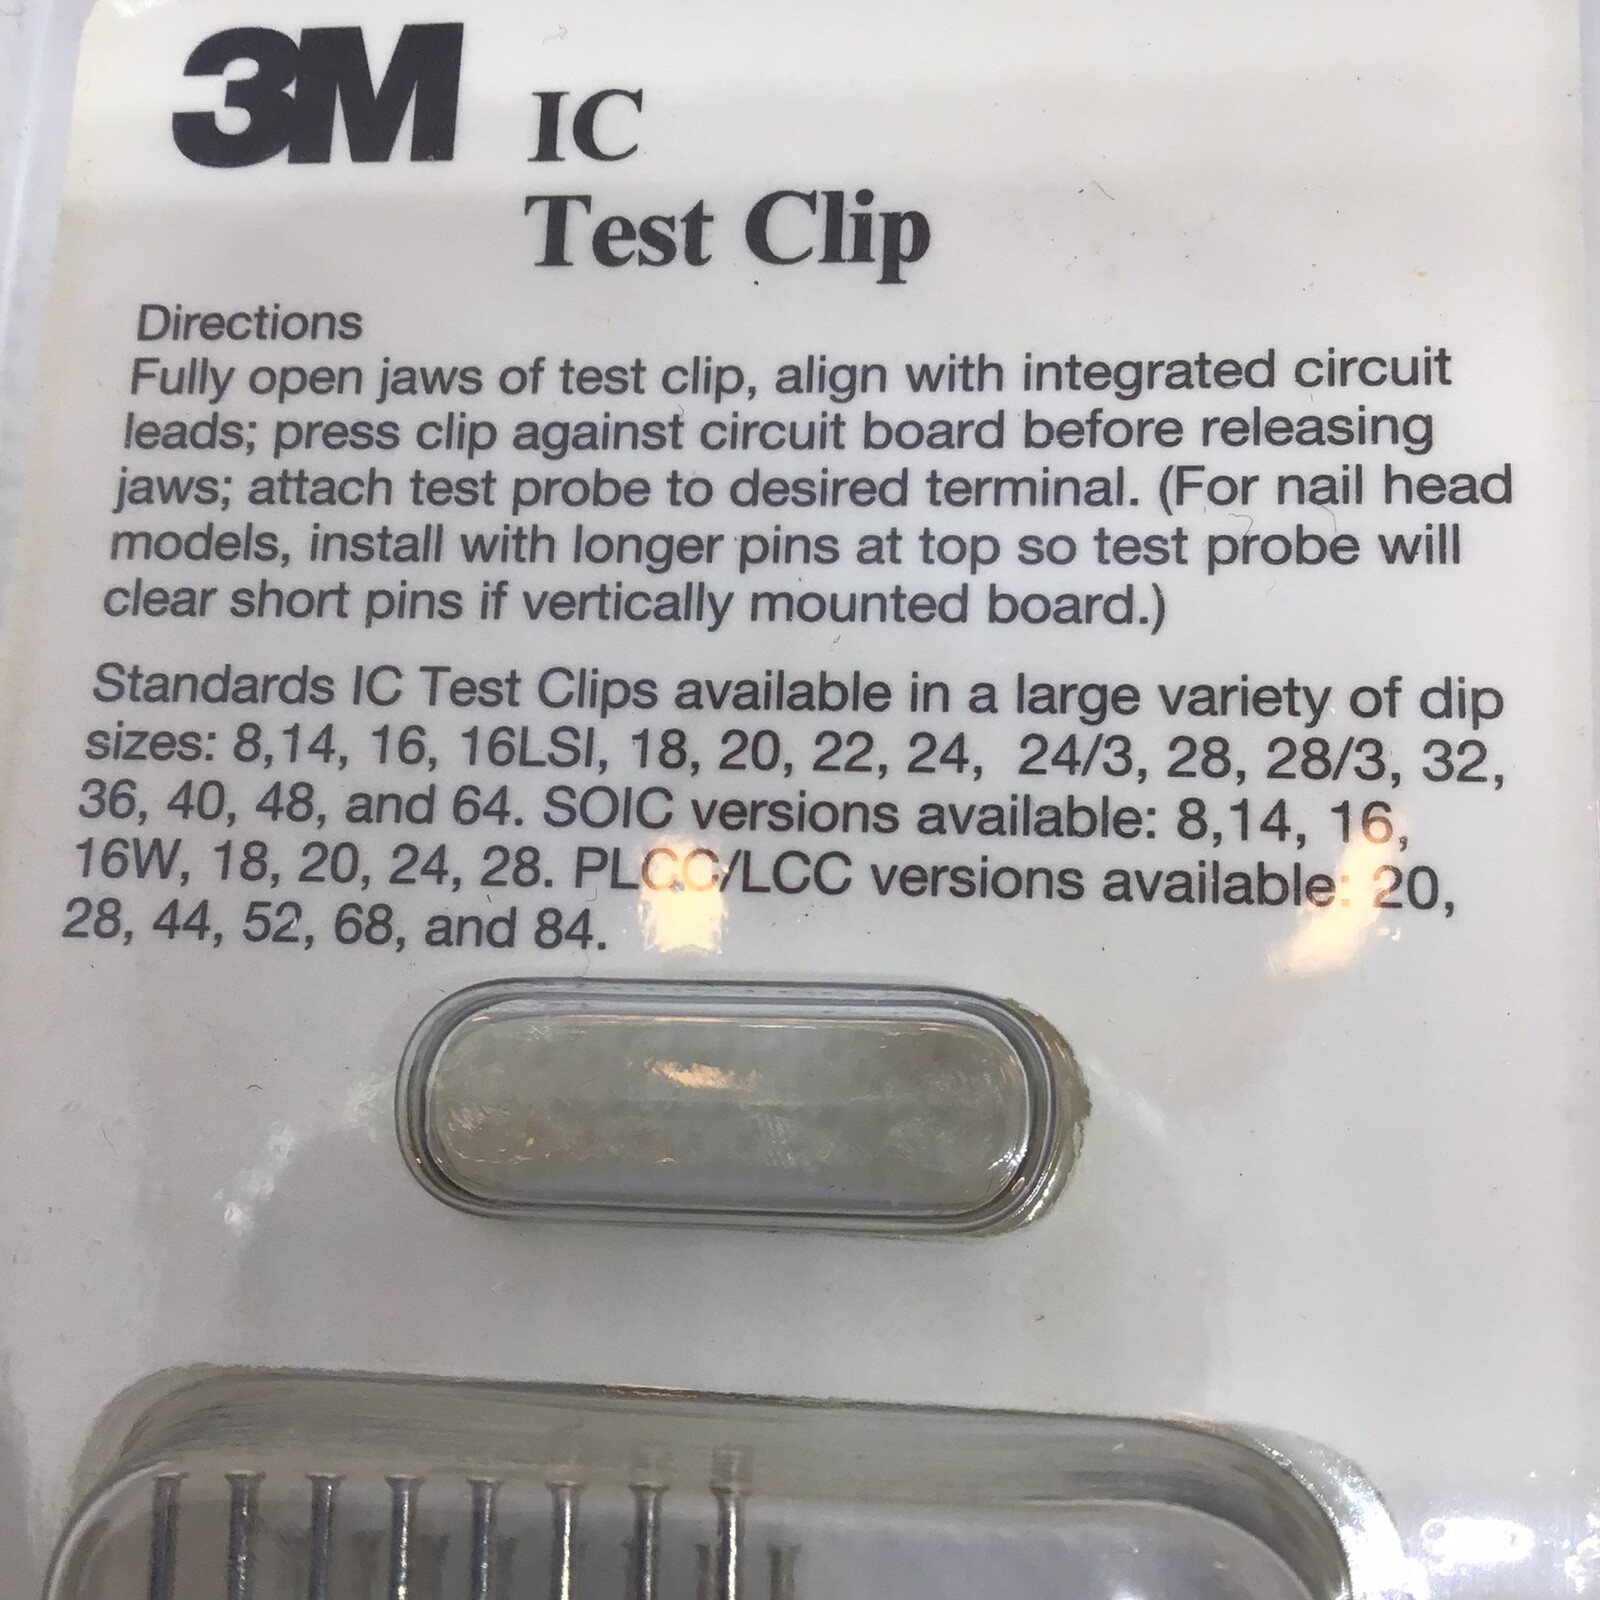 3M IC
Test Clip
Directions
Fully open jaws of test clip, align with integrated circuit
leads; press clip against circuit board before releasing
jaws; attach test probe to desired terminal. (For nail head
models, install with longer pins at top so test probe will
clear short pins if vertically mounted board.)
Standards IC Test Clips available in a large variety of dip
sizes: 8,14, 16, 16LSI, 18, 20, 22, 24, 24/3, 28, 28/3, 32,
36, 40, 48, and 64. SOIC versions available: 8,14, 16,
16W, 18, 20, 24, 28. PLCC/LCC versions available: 20,
28, 44, 52, 68, and 84.